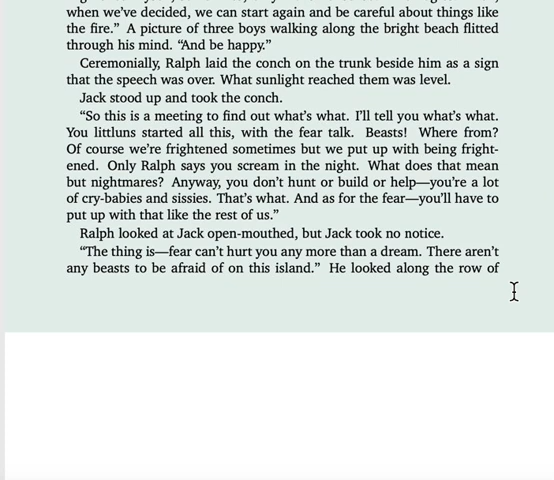 when we’ve decided, we can start again and be careful about things like
the fire.” A picture of three boys walking along the bright beach flitted
through his mind. “And be happy.”
Ceremonially, Ralph laid the conch on the trunk beside him as a sign
that the speech was over. What sunlight reached them was level.
Jack stood up and took the conch.
“So this is a meeting to find out what’s what. I’ll tell you what’s what.
You littluns started all this, with the fear talk. Beasts! Where from?
Of course we’re frightened sometimes but we put up with being fright-
ened. Only Ralph says you scream in the night. What does that mean
but nightmares? Anyway, you don’t hunt or build or help—you’re a lot
of cry-babies and sissies. That’s what. And as for the fear—you’ll have to
put up with that like the rest of us.”
Ralph looked at Jack open-mouthed, but Jack took no notice.
“The thing is—fear can’t hurt you any more than a dream. There aren’t
any beasts to be afraid of on this island.” He looked along the row of